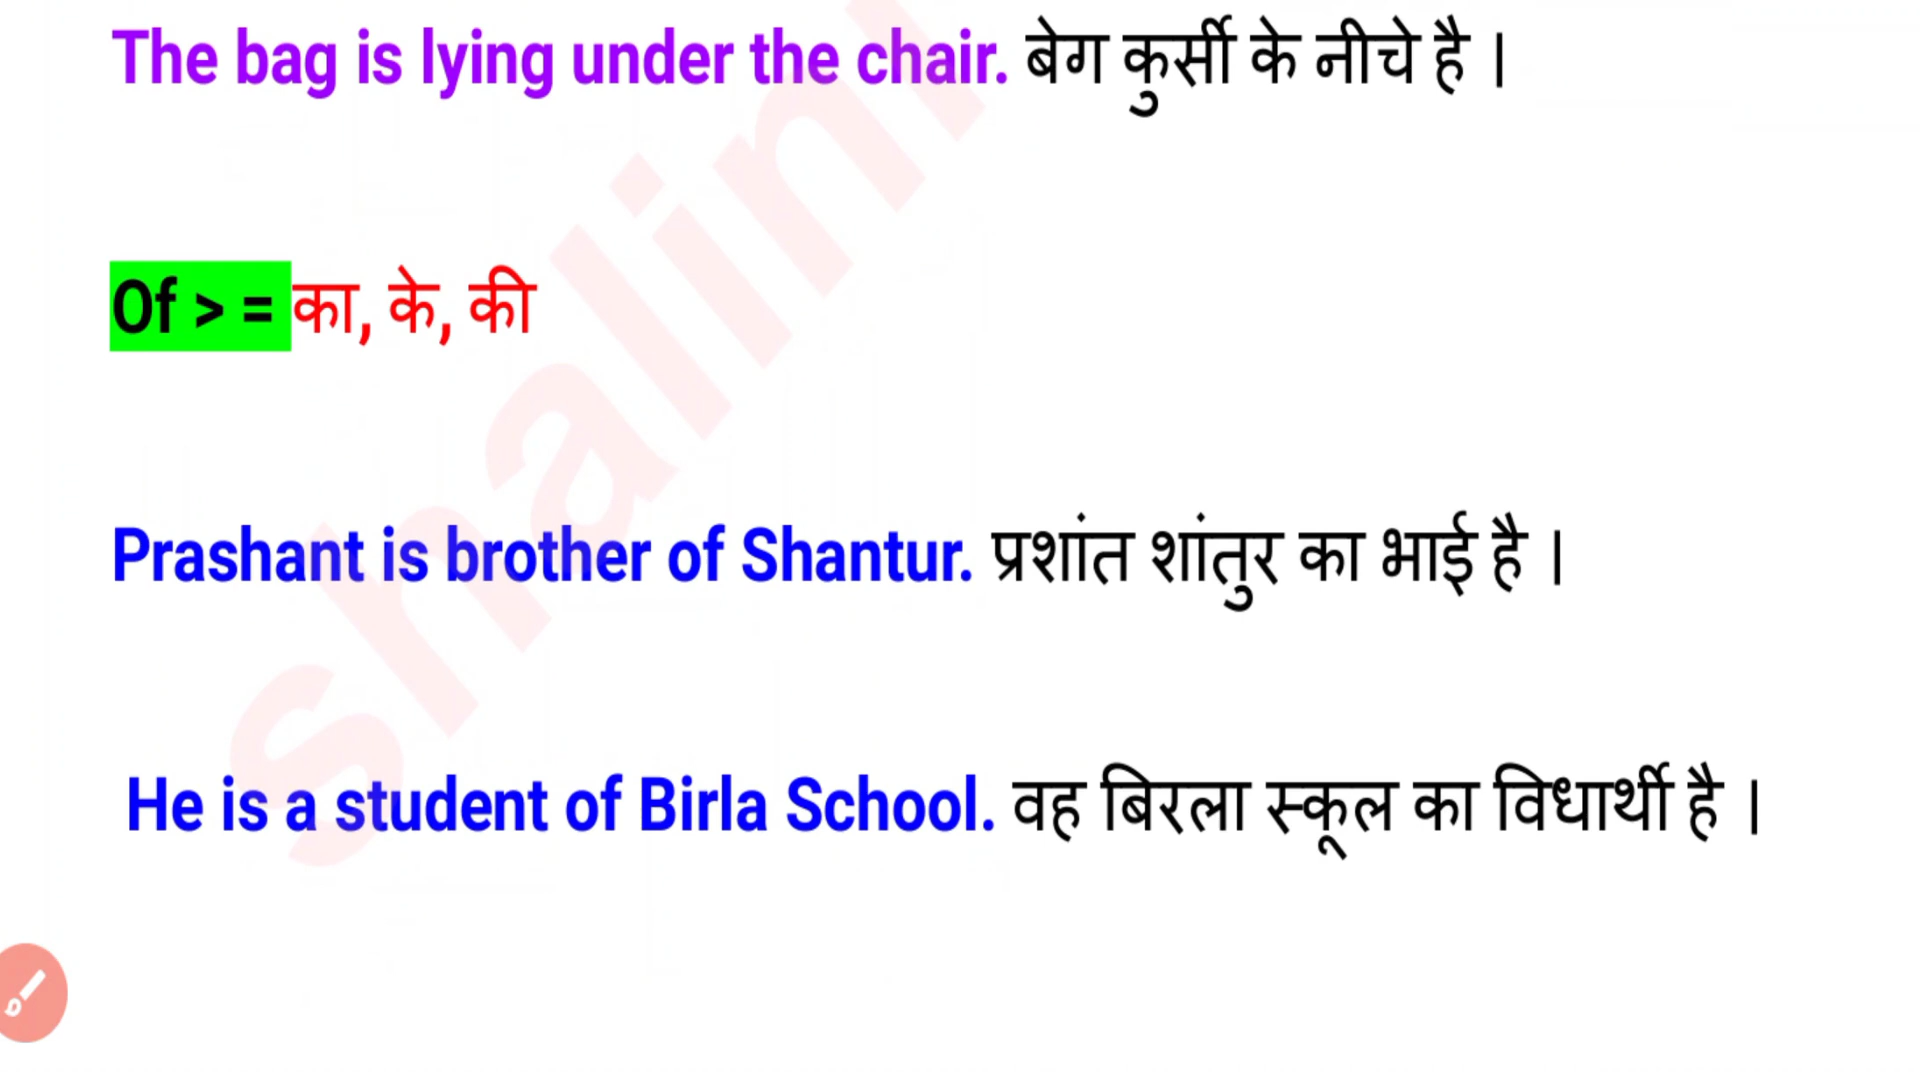 The bag is lying under the chair. बेग कुर्सी के नीचे है ।
Of > = का, के, की
Prashant is brother of Shantur. प्रशांत शांतुर का भाई है ।
He is a student of Birla School. वह बिरला स्कूल का विधार्थी है ।
shalini